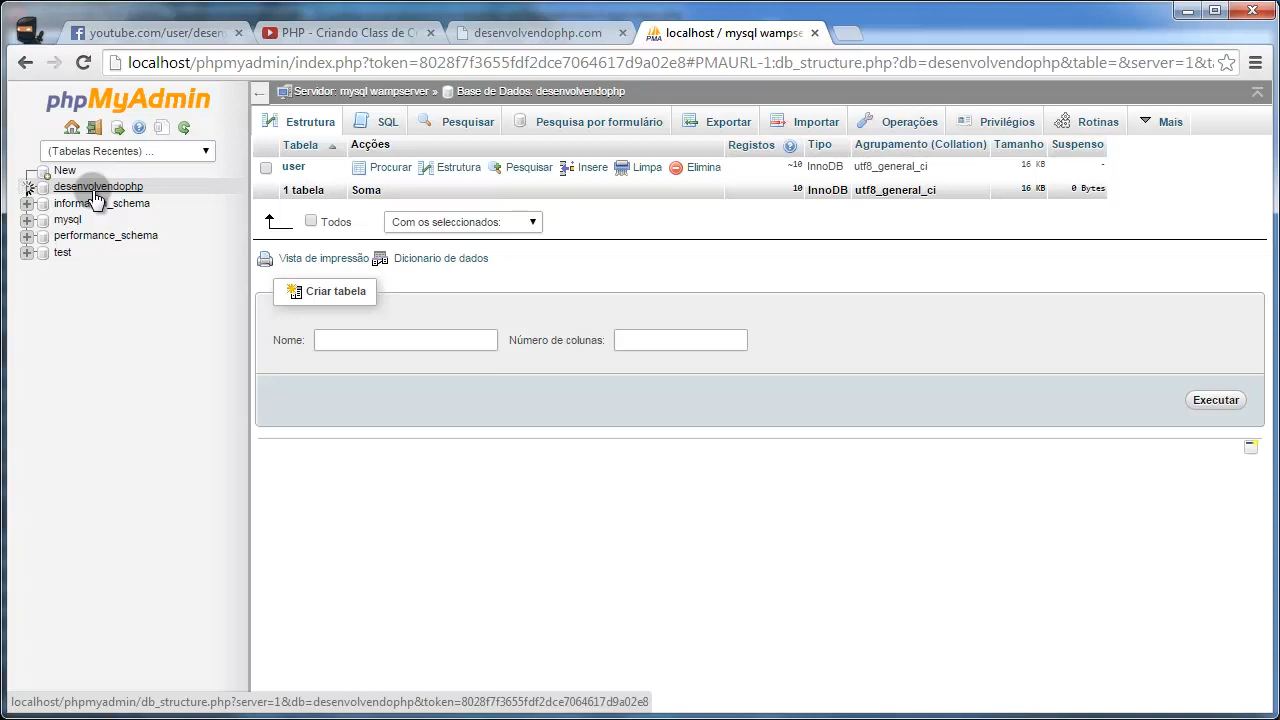 youtube.com/user/desen
PHP - Criando Class de C
desenvolvendophp.com
localhost / mysql wampse
localhost/phpmyadmin/index.php?token=8028f7f3655fdf2dce7064617d9a02e8#PMAURL-1:db_structure.php?db=desenvolvendophp&table=&server=1&ta
phpMyAdmin
(Tabelas Recentes) ...
New
desenvolvendophp
information_schema
mysql
performance_schema
test
Servidor: mysql wampserver » Base de Dados: desenvolvendophp
Estrutura SQL Pesquisar Pesquisa por formulário Exportar Importar Operações Privilégios Rotinas Mais
Tabela Acções Registos Tipo Agrupamento (Collation) Tamanho Suspenso
user Procurar Estrutura Pesquisar Insere Limpa Elimina ~10 InnoDB utf8_general_ci 16 KB -
1 tabela Soma 10 InnoDB utf8_general_ci 16 KB 0 Bytes
Todos Com os seleccionados:
Vista de impressão Dicionario de dados
Criar tabela
Nome: Número de colunas:
Executar
localhost/phpmyadmin/db_structure.php?server=1&db=desenvolvendophp&token=8028f7f3655fdf2dce7064617d9a02e8